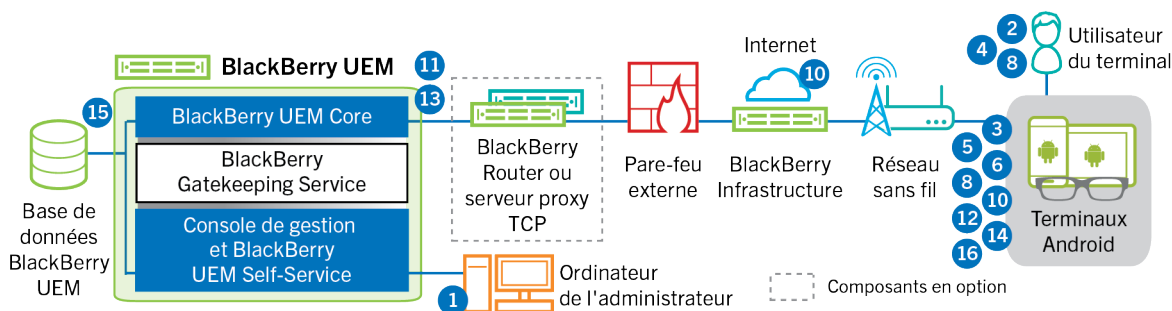 BlackBerry UEM
11
13
15
BlackBerry UEM Core
BlackBerry
Gatekeeping Service
Console de gestion
et BlackBerry
UEM Self-Service
Base de
données
BlackBerry
UEM
1
Ordinateur
de l'administrateur
BlackBerry
Router ou
serveur proxy
TCP
Composants en option
Pare-feu
externe
Internet
10
BlackBerry
Infrastructure
Réseau
sans fil
2
4
8
Utilisateur
du terminal
3
5
6
8
10
12
14
16
Terminaux
Android